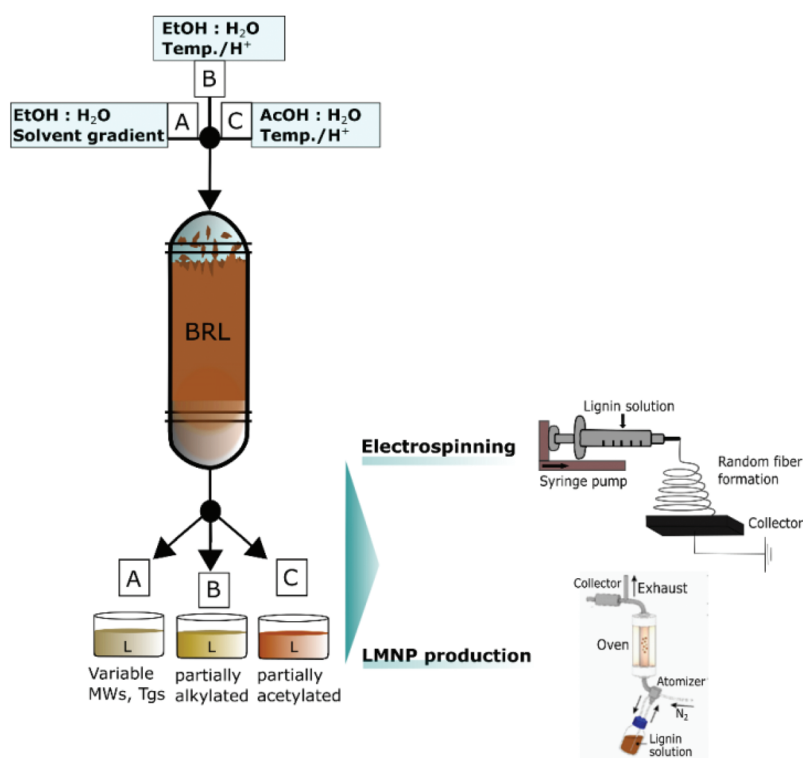 EtOH : H₂O
Temp./H⁺
B
EtOH : H₂O
Solvent gradient
A
C
AcOH : H₂O
Temp./H⁺
BRL
A
B
C
L
L
L
Variable
MWs, Tgs
partially
alkylated
partially
acetylated
Electrospinning
Lignin solution
Syringe pump
Random fiber
formation
Collector
LMNP production
Collector
Exhaust
Oven
Atomizer
N₂
Lignin
solution